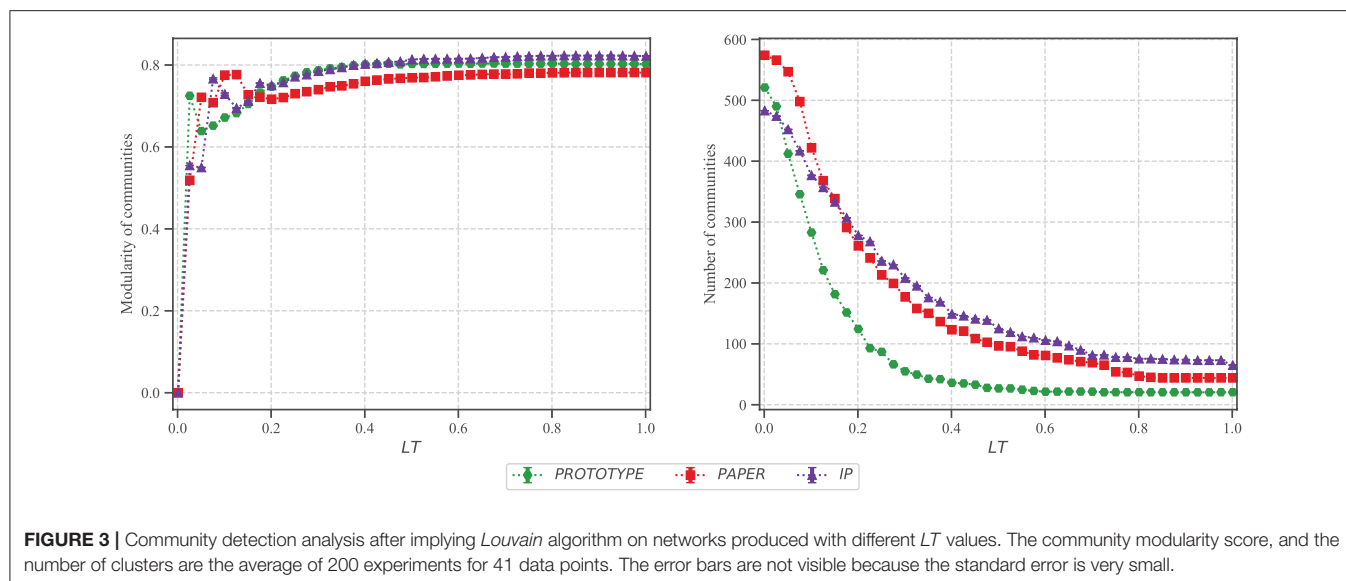 0.8
0.6
0.4
0.2
0.0
Modularity of communities
0.0 0.2 0.4 0.6 0.8 1.0
LT
600
500
400
300
200
100
0
Number of communities
0.0 0.2 0.4 0.6 0.8 1.0
LT
PROTOTYPE PAPER IP
FIGURE 3 | Community detection analysis after implying Louvain algorithm on networks produced with different LT values. The community modularity score, and the
number of clusters are the average of 200 experiments for 41 data points. The error bars are not visible because the standard error is very small.